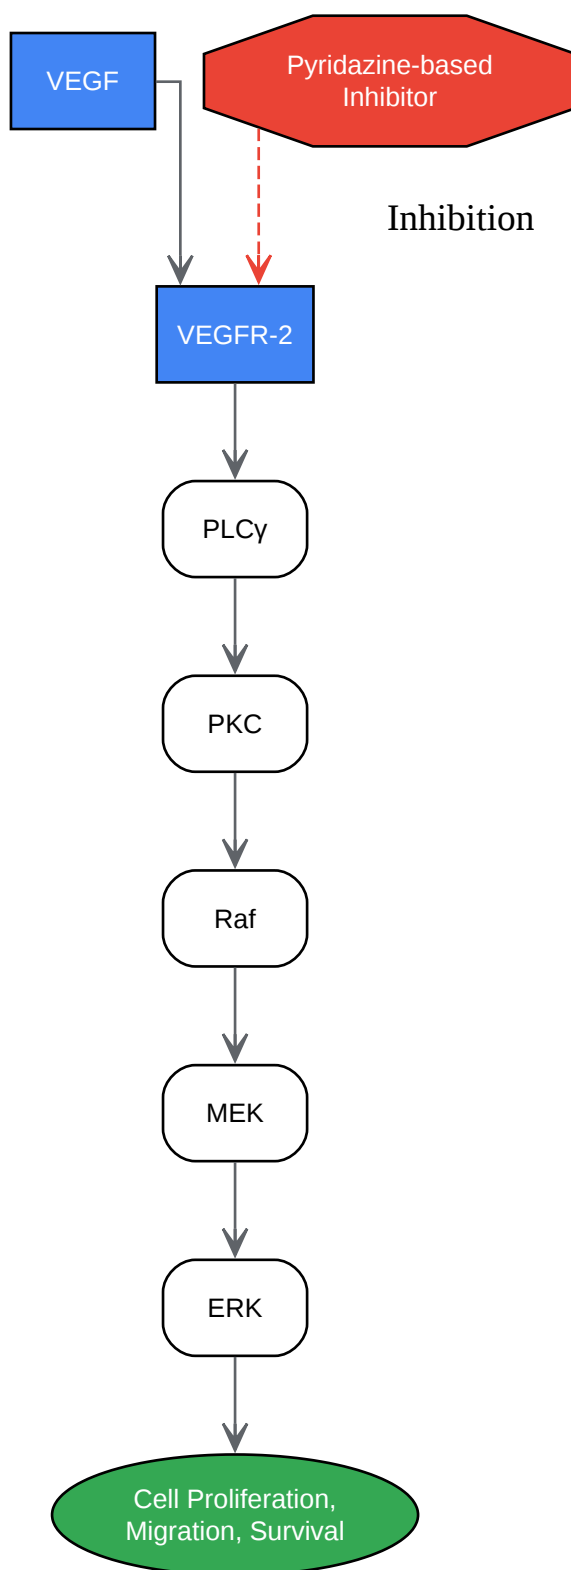 VEGF
Pyridazine-based
Inhibitor
Inhibition
VEGFR-2
PLCγ
PKC
Raf
MEK
ERK
Cell Proliferation,
Migration, Survival